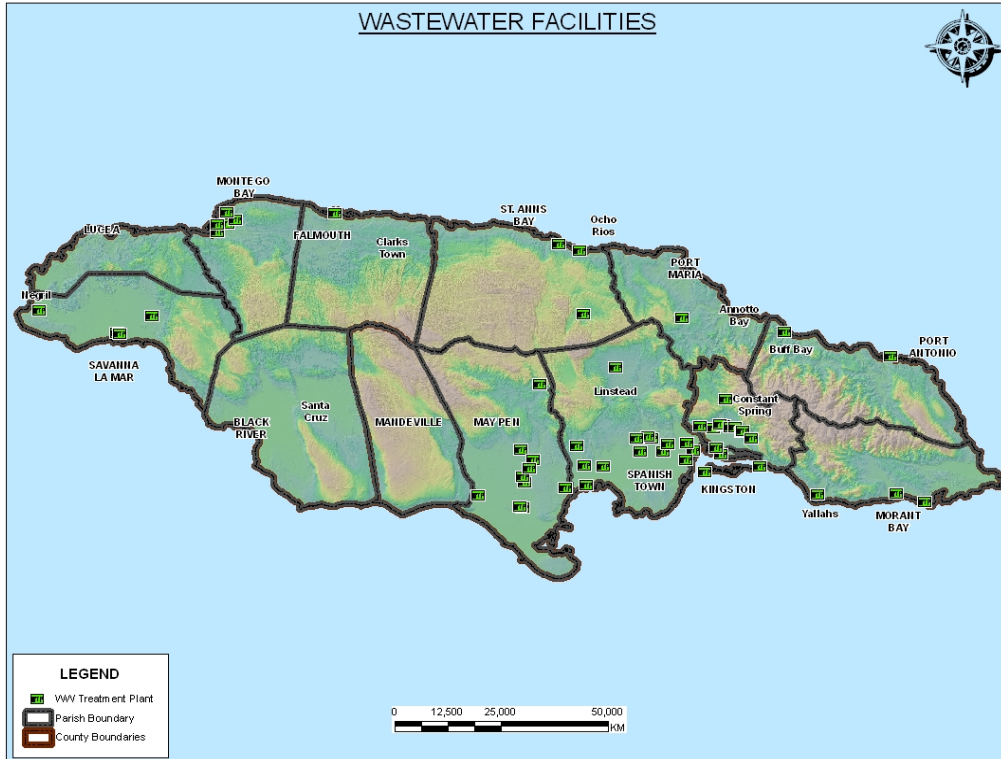 WASTEWATER FACILITIES
MONTEGO
BAY
LUCEA
FALMOUTH
Clarks
Town
ST. ANNS
BAY
Ocho
Rios
PORT
MARIA
Annotto
Bay
Buff Bay
PORT
ANTONIO
Negril
SAVANNA
LA MAR
BLACK
RIVER
Santa
Cruz
MANDEVILLE
MAY PEN
Linstead
Constant
Spring
SPANISH
TOWN
KINGSTON
Yallahs
MORANT
BAY
LEGEND
WW Treatment Plant
Parish Boundary
County Boundaries
0 12,500 25,000 50,000
KM